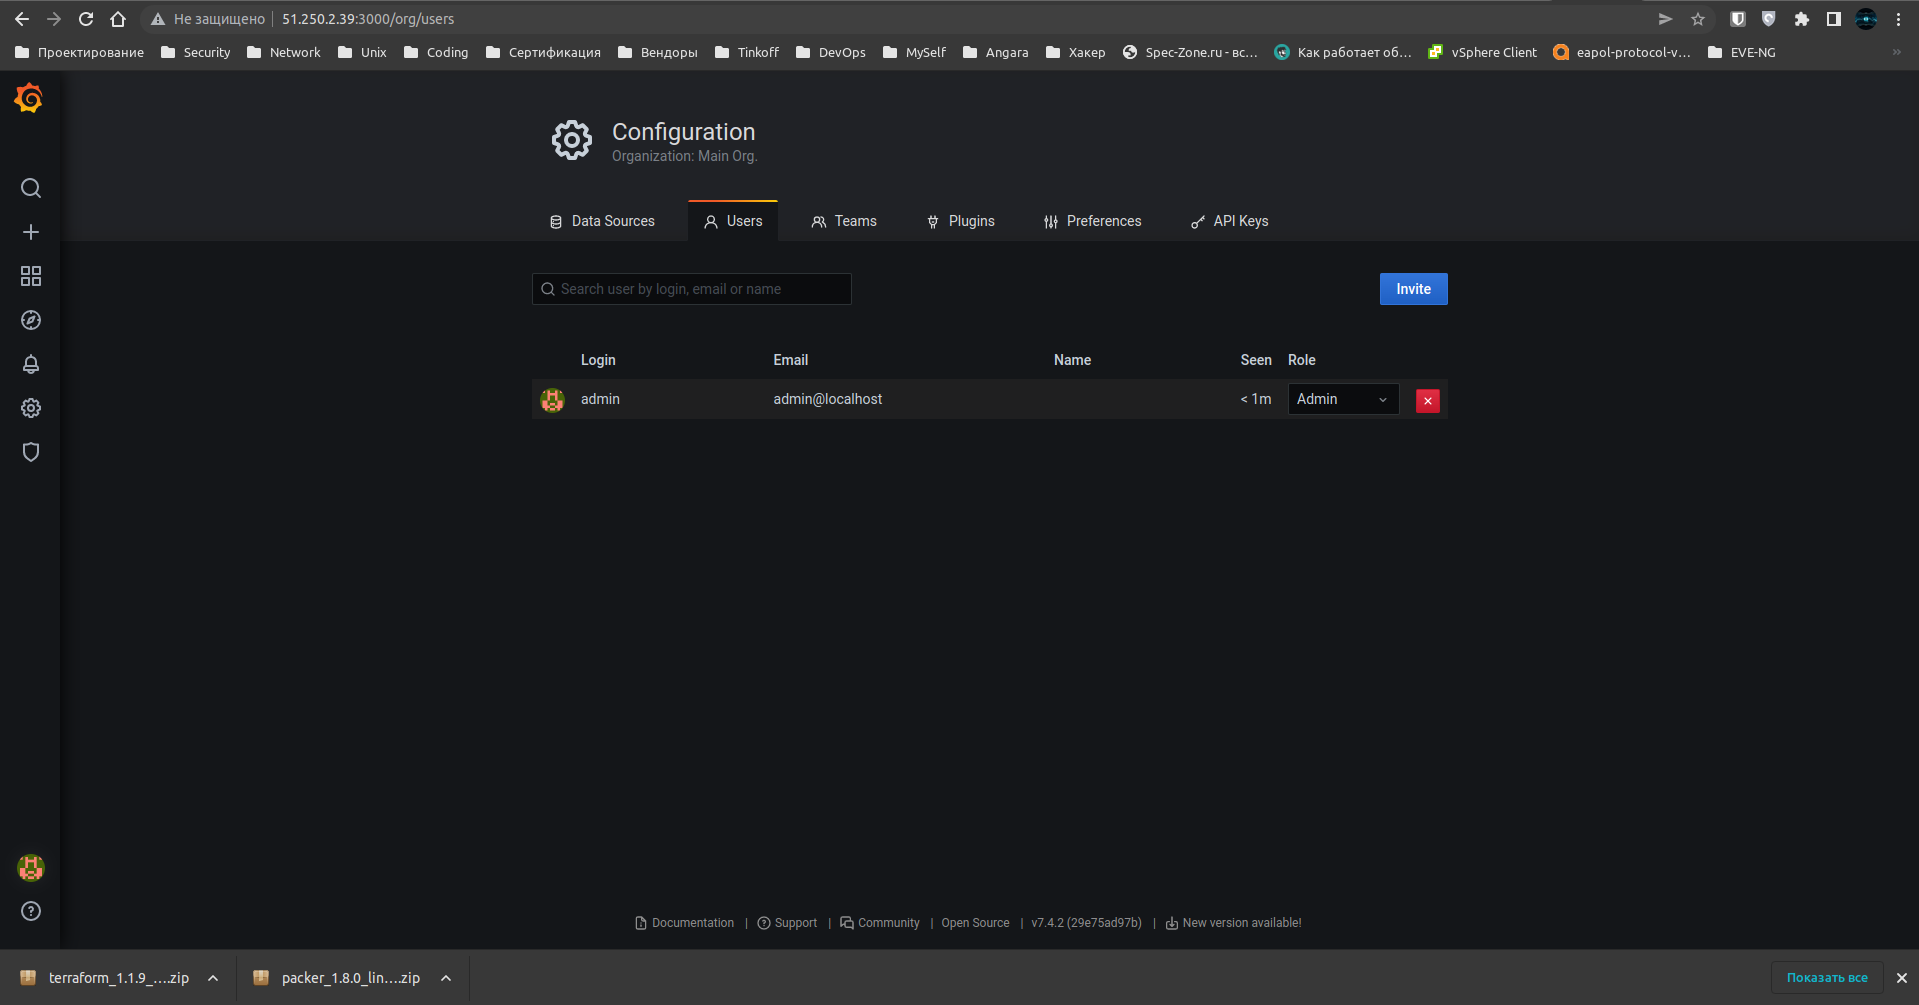 Не защищено 51.250.2.39:3000/org/users
Проектирование Security Network Unix Coding Сертификация Вендоры Tinkoff DevOps MySelf Angara Хакер Spec-Zone.ru - вс... Как работает об... vSphere Client eapol-protocol-v... EVE-NG »
Configuration
Organization: Main Org.
Data Sources Users Teams Plugins Preferences API Keys
Search user by login, email or name Invite
Login Email Name Seen Role
admin admin@localhost < 1m Admin
Documentation | Support | Community | Open Source | v7.4.2 (29e75ad97b) | New version available!
terraform_1.1.9_....zip packer_1.8.0_lin....zip Показать все